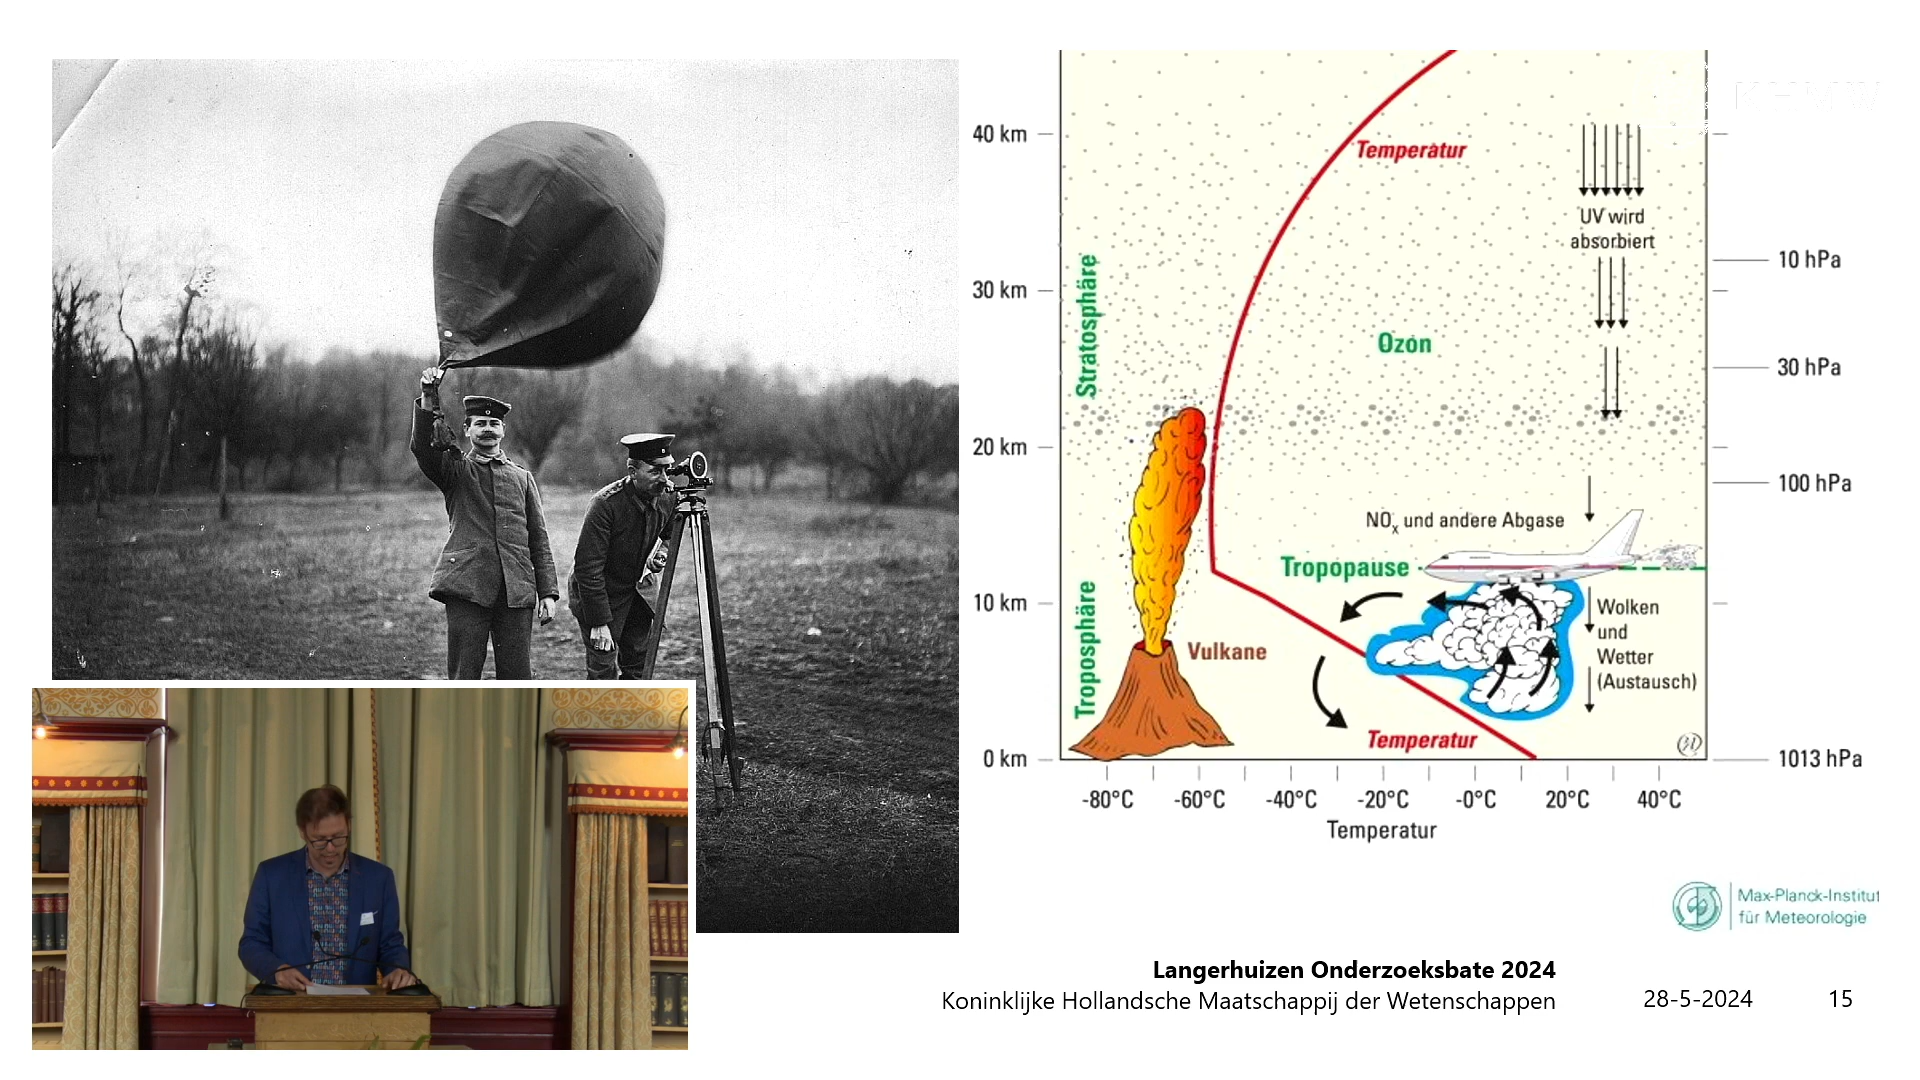 40 km
30 km
20 km
10 km
0 km
Stratosphäre
Troposphäre
Temperatur
UV wird
absorbiert
Ozon
NOx und andere Abgase
Tropopause
Vulkane
Wolken
und
Wetter
(Austausch)
Temperatur
10 hPa
30 hPa
100 hPa
1013 hPa
-80°C -60°C -40°C -20°C -0°C 20°C 40°C
Temperatur
Max-Planck-Institut
für Meteorologie
Langerhuizen Onderzoeksbate 2024
Koninklijke Hollandsche Maatschappij der Wetenschappen
28-5-2024 15